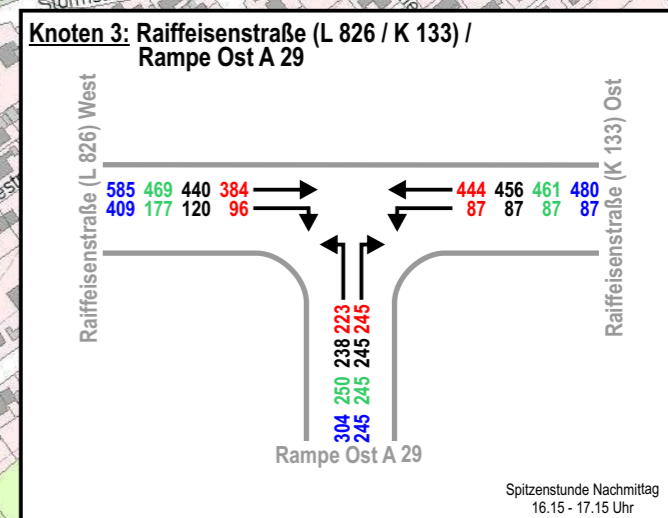 Knoten 3: Raiffeisenstraße (L 826 / K 133) /
Rampe Ost A 29
Raiffeisenstraße (L 826) West
585 469 440 384
409 177 120 96
444 456 461 480
87 87 87 87
Raiffeisenstraße (K 133) Ost
304 250 238 223
245 245 245 245
Rampe Ost A 29
Spitzenstunde Nachmittag
16.15 - 17.15 Uhr